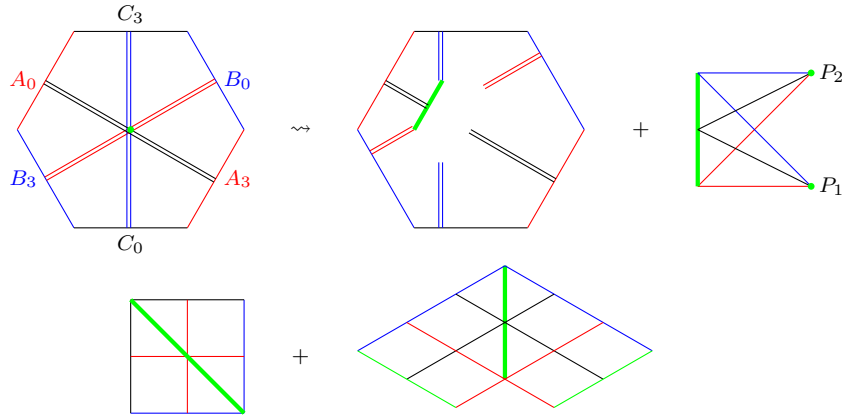 C₃
A₀ B₀ P₂
⇝ +
B₃ A₃ P₁
C₀
+